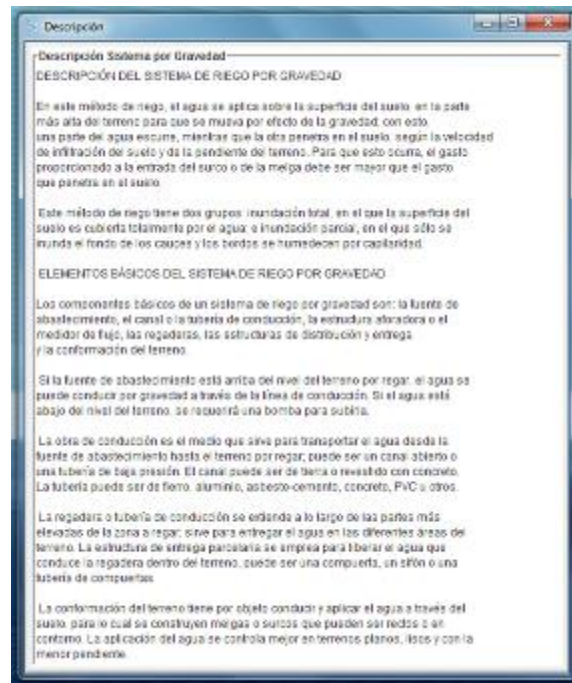 Descripción
Descripción Sistema por Gravedad
DESCRIPCIÓN DEL SISTEMA DE RIEGO POR GRAVEDAD
En este método de riego, el agua se aplica sobre la superficie del suelo, en la parte
más alta del terreno para que se mueva por efecto de la gravedad; con esto,
una parte del agua escurre, mientras que la otra penetra en el suelo, según la velocidad
de infiltración del suelo y de la pendiente del terreno. Para que esto ocurra, el gasto
proporcionado a la entrada del surco o de la melga debe ser mayor que el gasto
que penetra en el suelo.
Este método de riego tiene dos grupos: inundación total, en el que la superficie del
suelo es cubierta totalmente por el agua; e inundación parcial, en el que sólo se
inunda el fondo de los cauces y los bordos se humedecen por capilaridad.
ELEMENTOS BÁSICOS DEL SISTEMA DE RIEGO POR GRAVEDAD
Los componentes básicos de un sistema de riego por gravedad son: la fuente de
abastecimiento, el canal o la tubería de conducción, la estructura aforadora o el
medidor de flujo, las regaderas, las estructuras de distribución y entrega
y la conformación del terreno.
Si la fuente de abastecimiento está arriba del nivel del terreno por regar, el agua se
puede conducir por gravedad a través de la línea de conducción. Si el agua está
abajo del nivel del terreno, se requerirá una bomba para subirla.
La obra de conducción es el medio que sirve para transportar el agua desde la
fuente de abastecimiento hasta el terreno por regar; puede ser un canal abierto o
una tubería de baja presión. El canal puede ser de tierra o revestido con concreto.
La tubería puede ser de fierro, aluminio, asbesto-cemento, concreto, PVC u otros.
La regadera o tubería de conducción se extiende a lo largo de las partes más
elevadas de la zona a regar; sirve para entregar el agua en las diferentes áreas del
terreno. La estructura de entrega parcelaria se emplea para liberar el agua que
conduce la regadera dentro del terreno, puede ser una compuerta, un sifón o una
tubería de compuertas.
La conformación del terreno tiene por objeto conducir y aplicar el agua a través del
suelo, para lo cual se construyen melgas o surcos que pueden ser rectos o en
contorno. La aplicación del agua se controla mejor en terrenos planos, lisos y con la
menor pendiente.